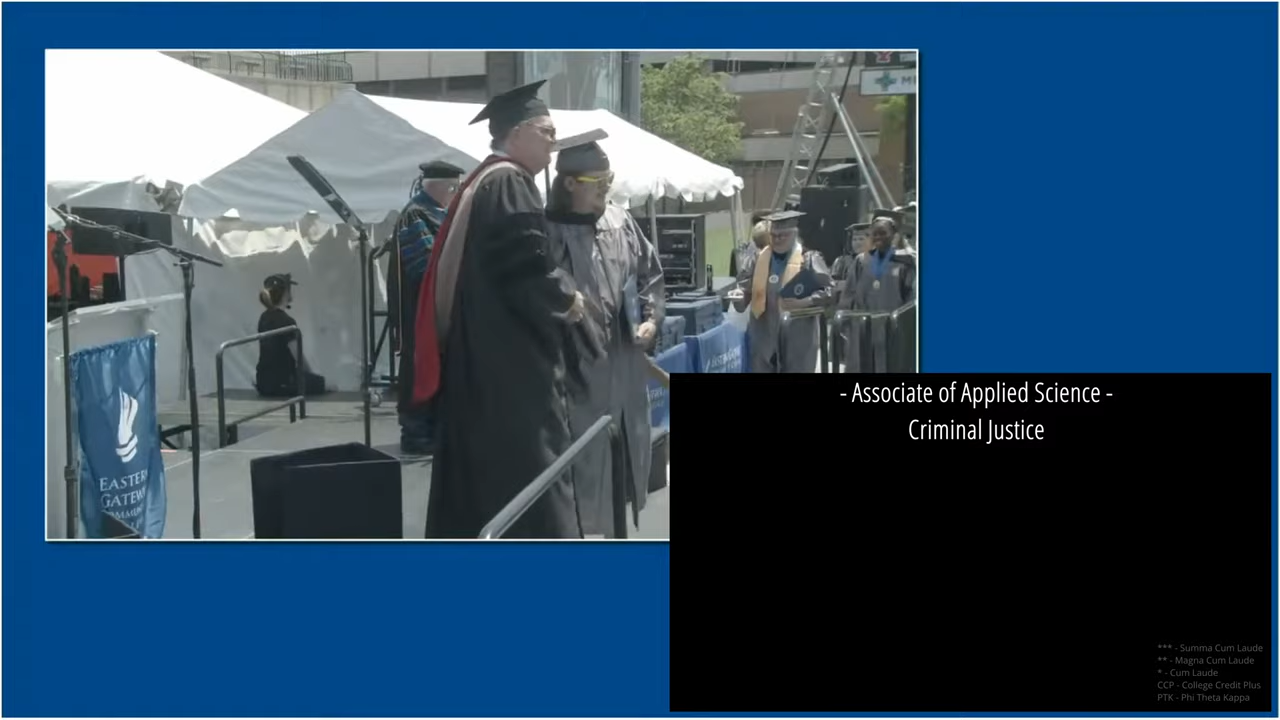 EASTERN
GATEWAY
- Associate of Applied Science -
Criminal Justice
*** - Summa Cum Laude
** - Magna Cum Laude
* - Cum Laude
CCP - College Credit Plus
PTK - Phi Theta Kappa